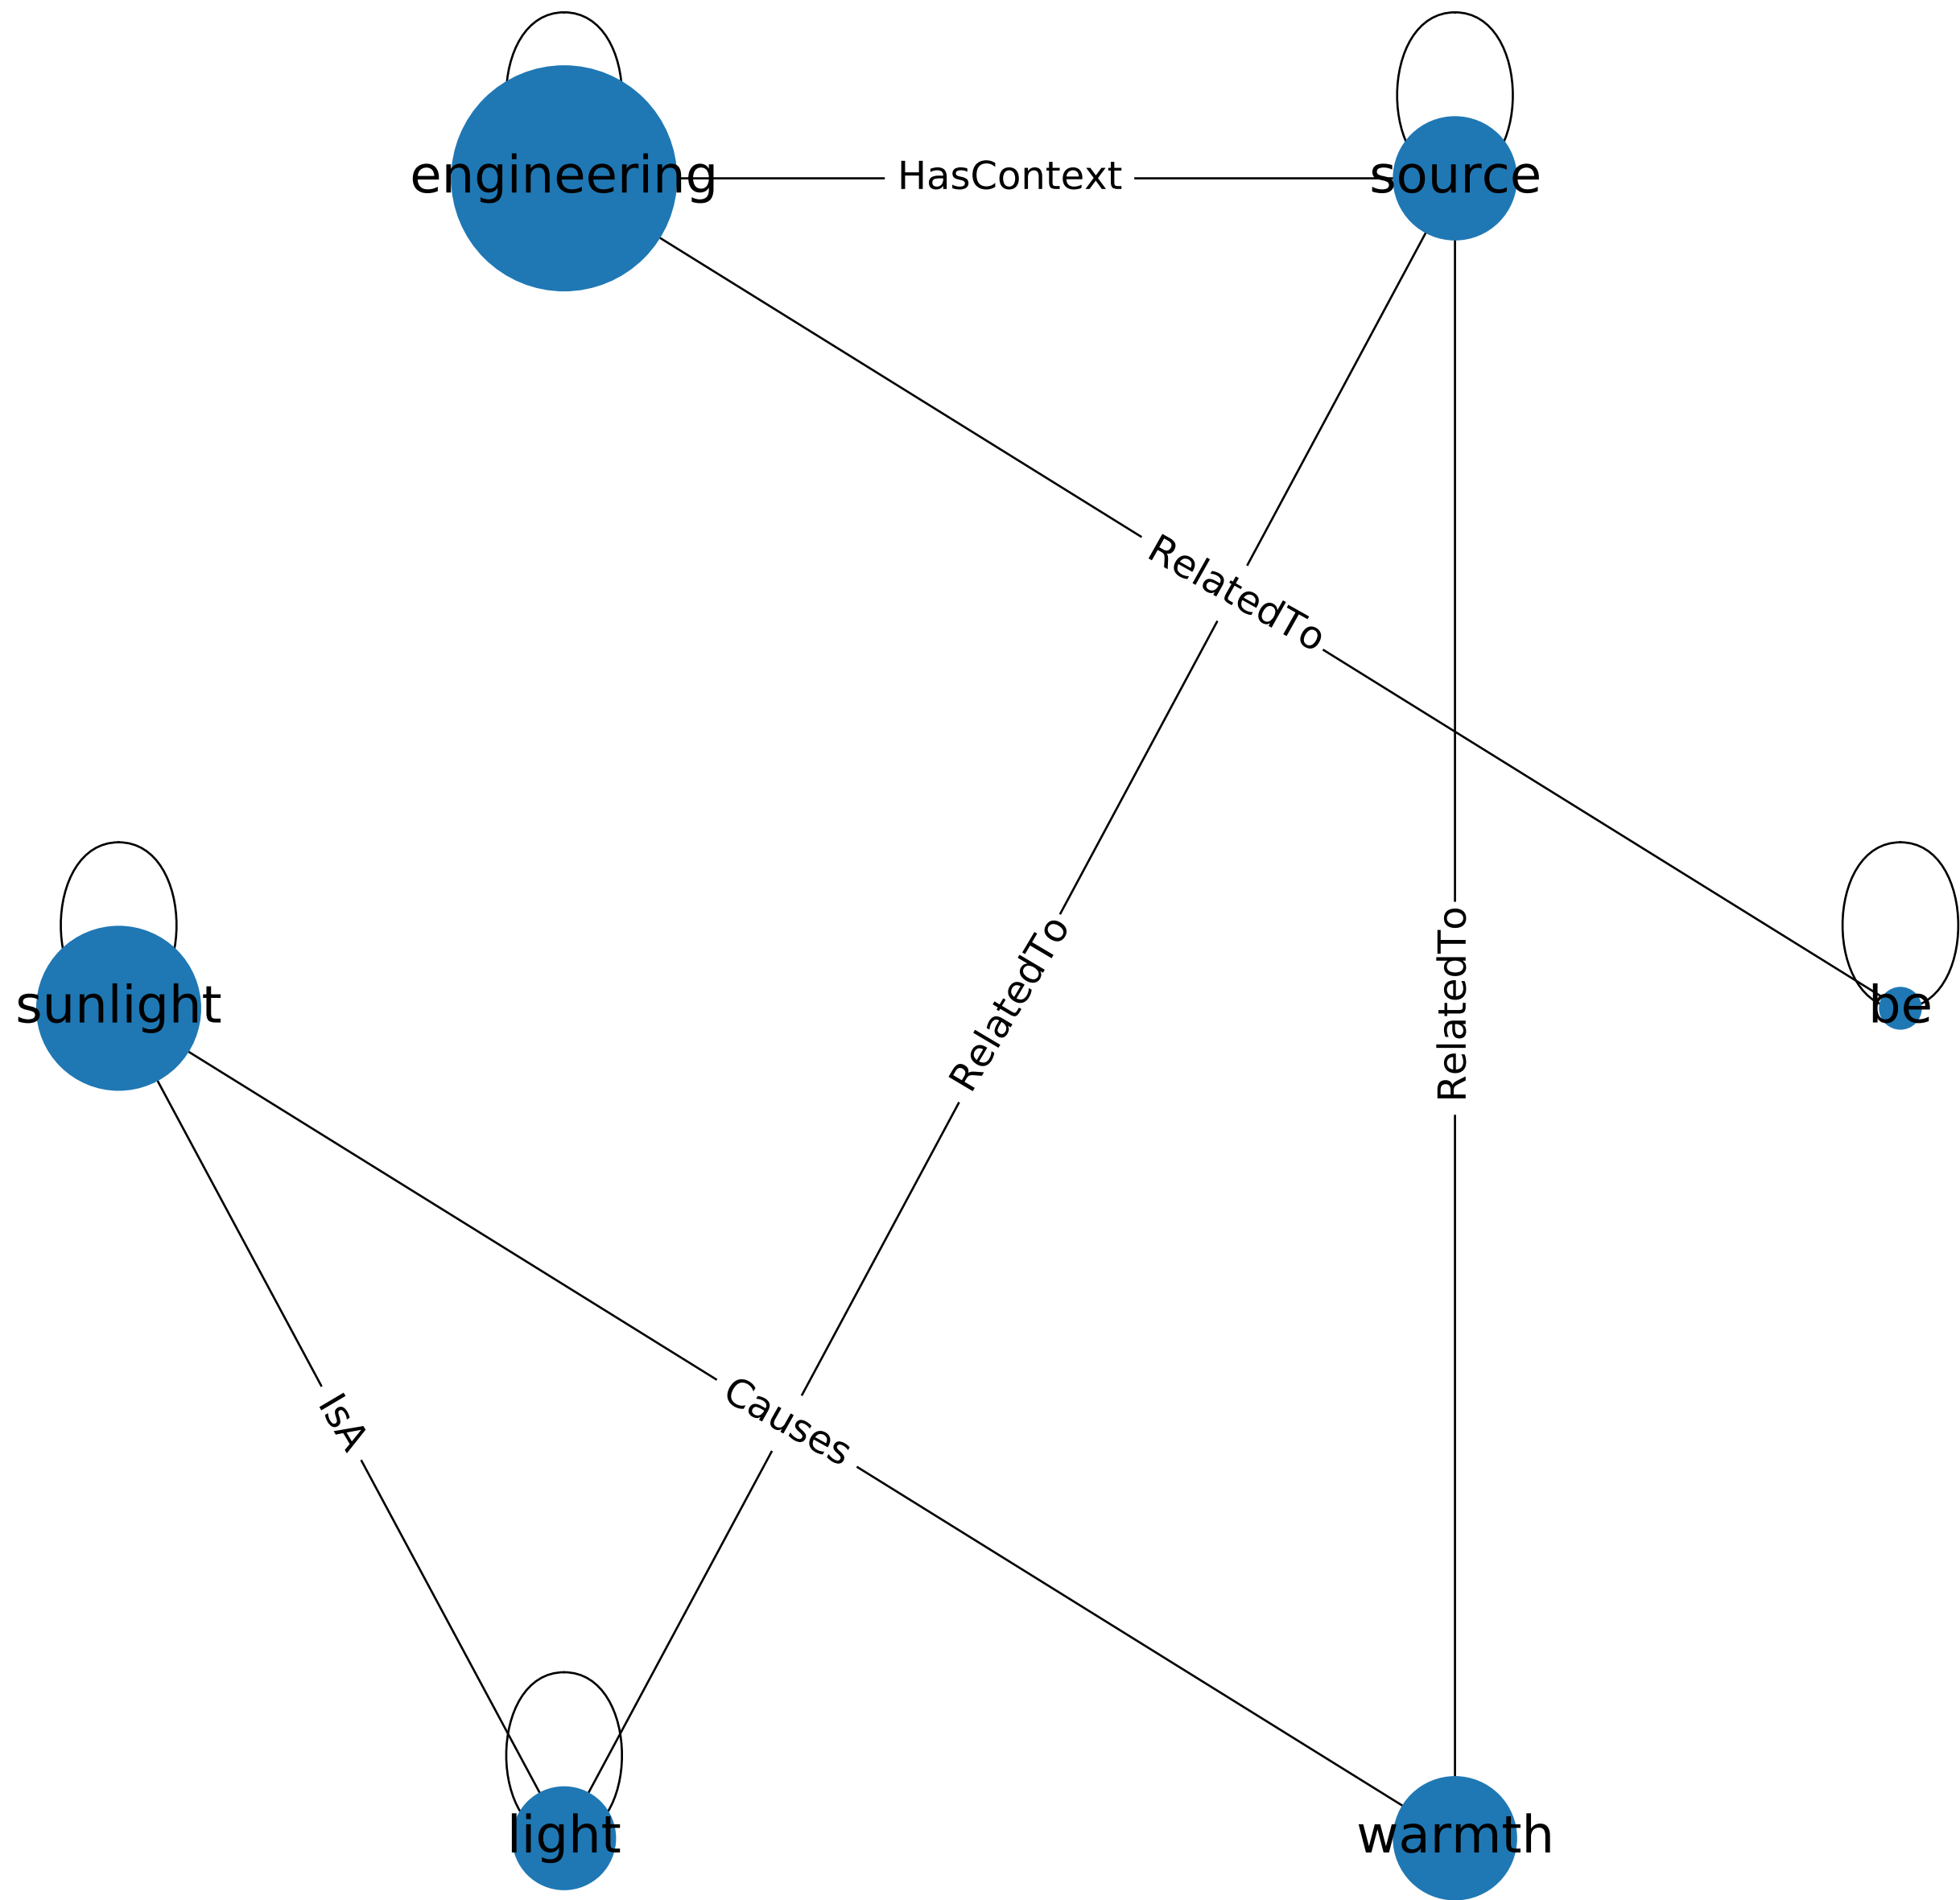 engineering
HasContext
source
RelatedTo
sunlight
RelatedTo
RelatedTo
be
IsA
Causes
light
warmth